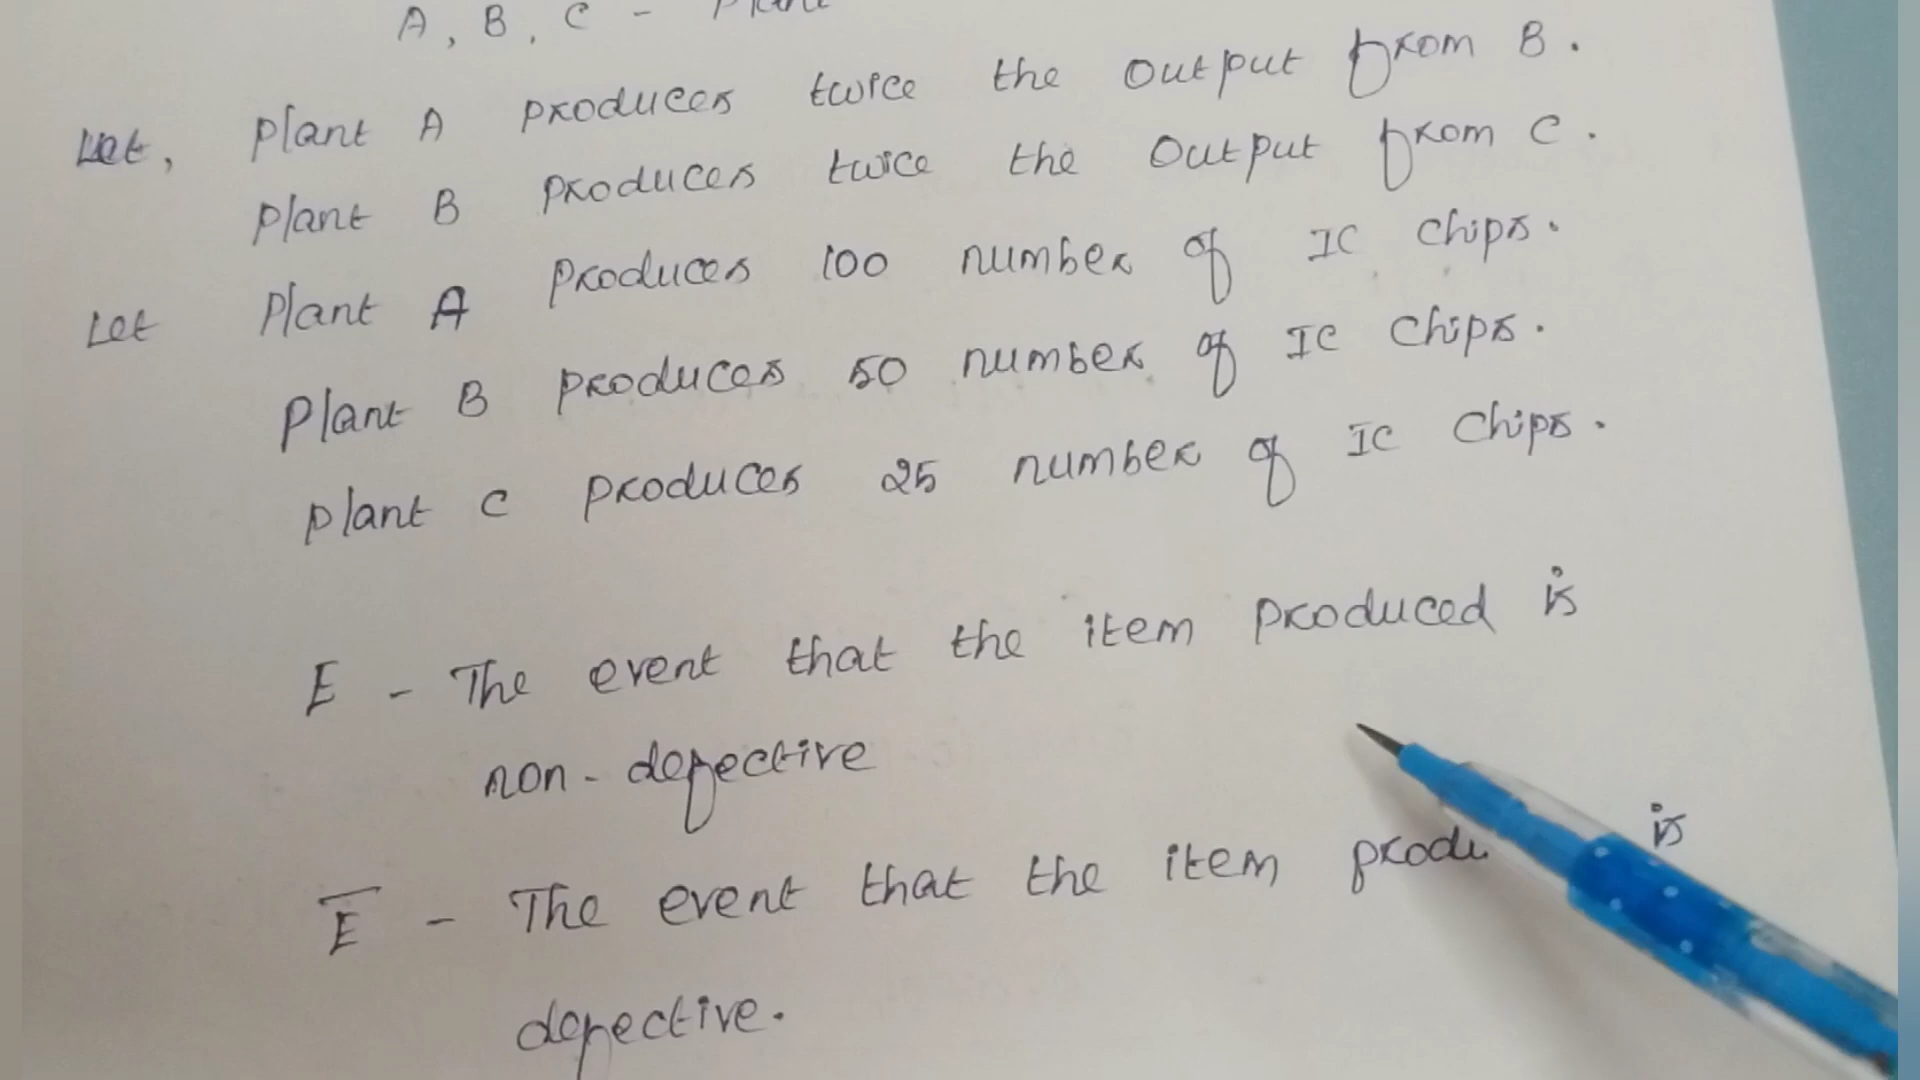 A, B, C - Plant
Let, Plant A produces twice the output from B.
Plant B produces twice the output from C.
Let Plant A produces 100 number of IC chips.
Plant B produces 50 number of IC chips.
Plant C produces 25 number of IC chips.
E - The event that the item produced is
non-defective
E̅ - The event that the item produ is
defective.